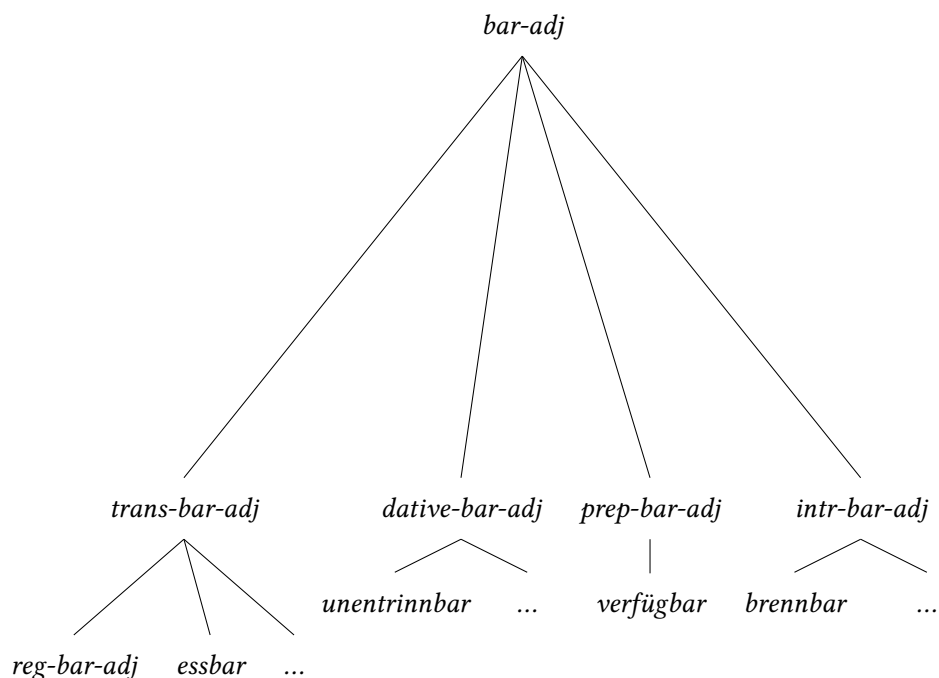 bar-adj
trans-bar-adj dative-bar-adj prep-bar-adj intr-bar-adj
unentrinnbar ... verfügbar brennbar ...
reg-bar-adj essbar ...